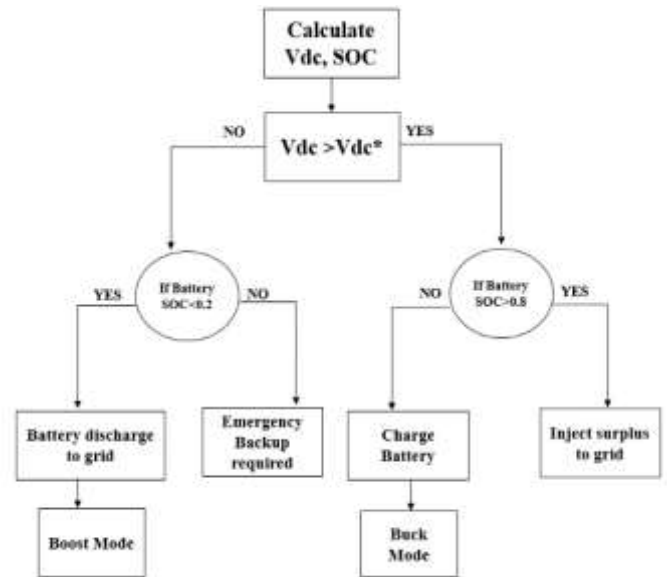 Calculate
Vdc, SOC
NO
YES
Vdc >Vdc*
If Battery
SOC<0.2
YES
NO
If Battery
SOC>0.8
NO
YES
Battery discharge
to grid
Emergency
Backup
required
Charge
Battery
Inject surplus
to grid
Boost Mode
Buck
Mode